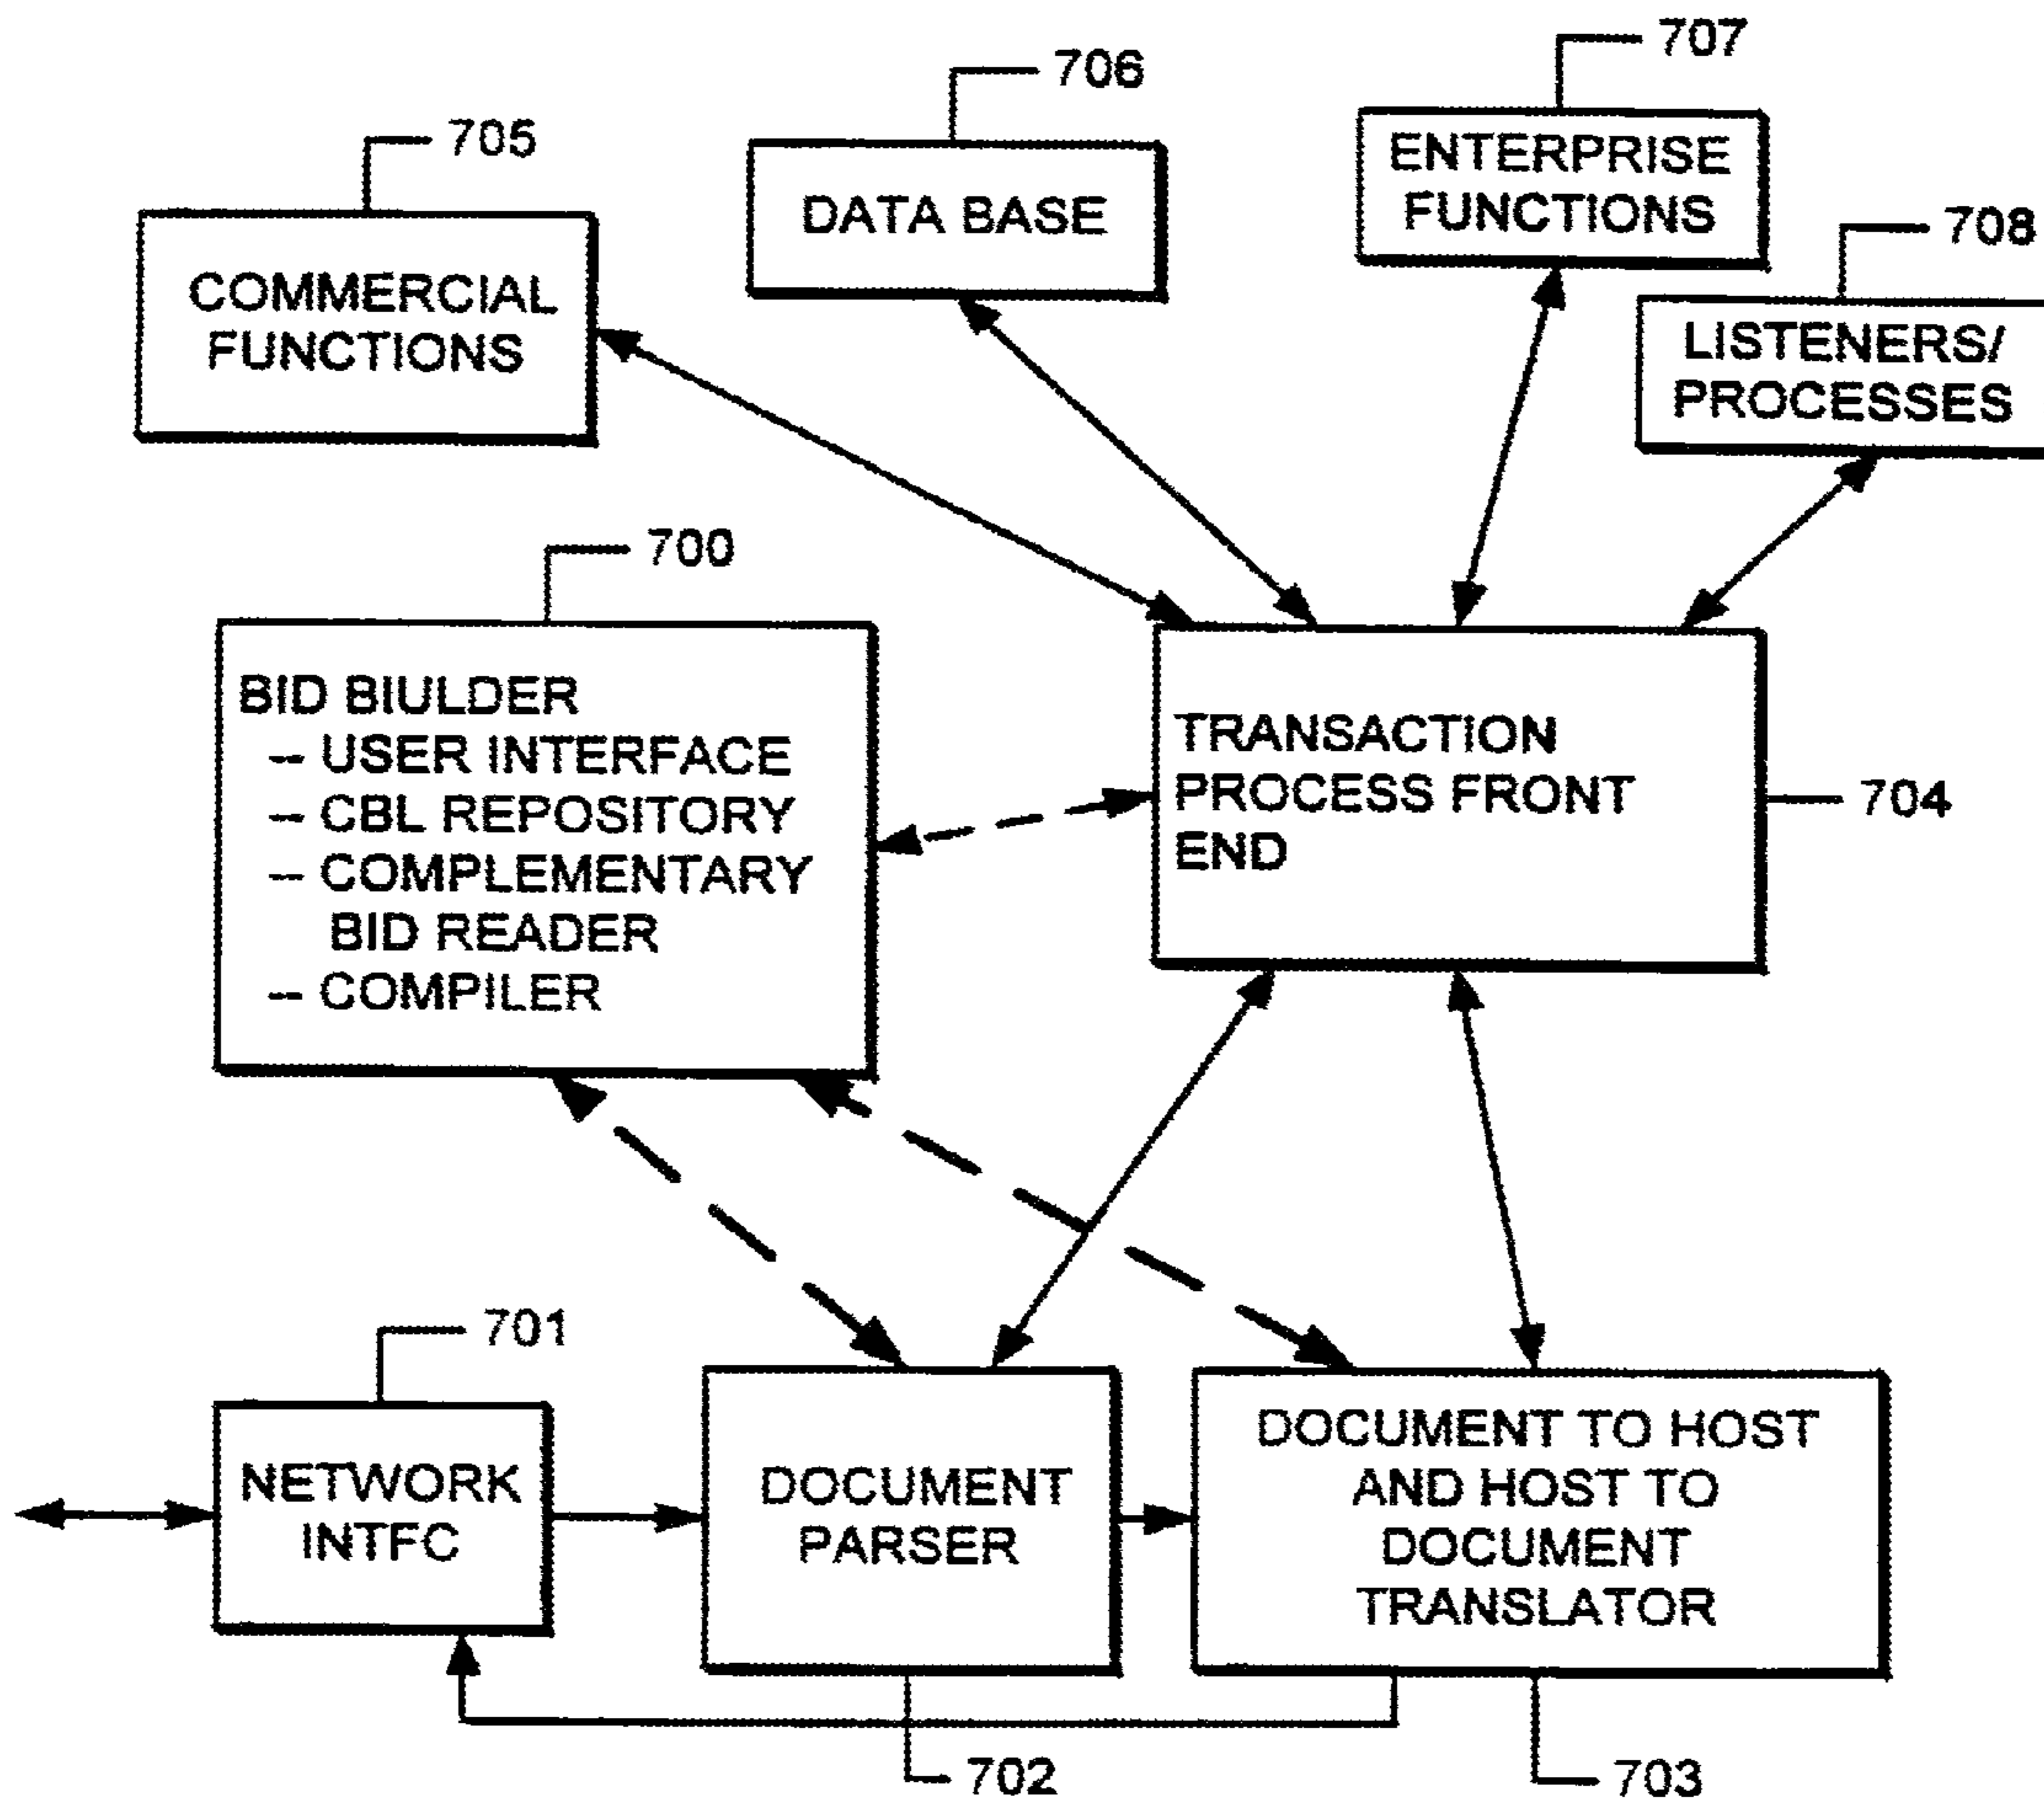 707
706
705
ENTERPRISE
FUNCTIONS
DATA BASE
708
COMMERCIAL
FUNCTIONS
LISTENERS/
PROCESSES
700
BID BIULDER
-- USER INTERFACE
-- CBL REPOSITORY
-- COMPLEMENTARY
BID READER
-- COMPILER
TRANSACTION
PROCESS FRONT
END
704
701
NETWORK
INTFC
DOCUMENT
PARSER
DOCUMENT TO HOST
AND HOST TO
DOCUMENT
TRANSLATOR
702
703